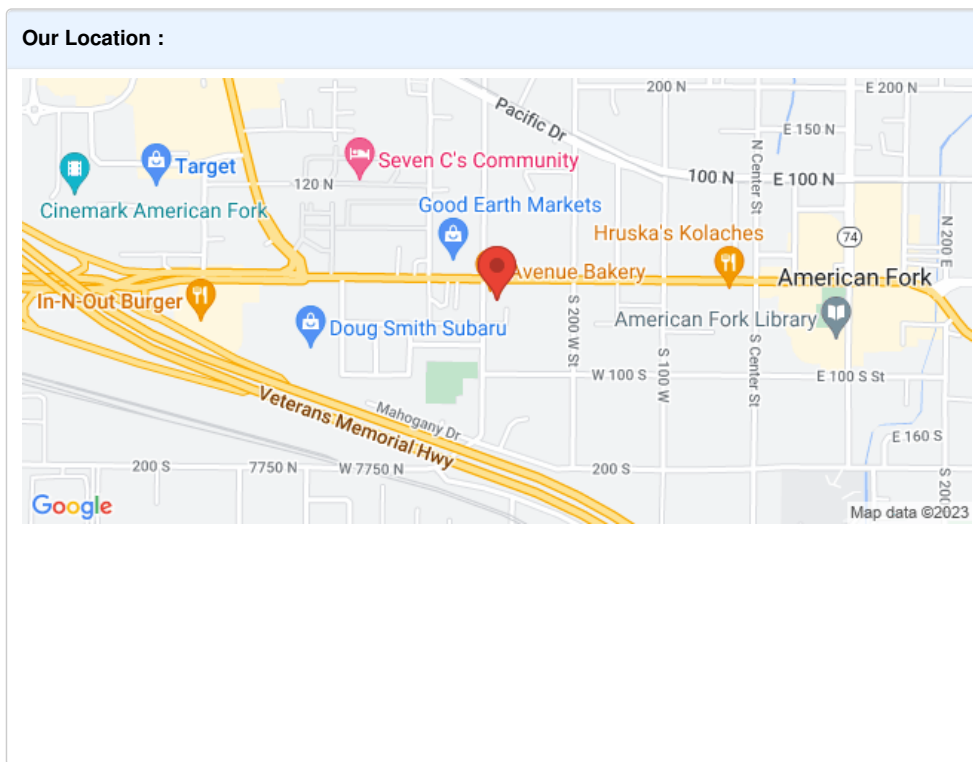 Our Location :
200 N
E 200 N
Pacific Dr
E 150 N
N Center St
Target
Seven C's Community
120 N
100 N
E 100 N
Cinemark American Fork
Good Earth Markets
N 200 E
Hruska's Kolaches
74
Avenue Bakery
American Fork
In-N-Out Burger
Doug Smith Subaru
S 200 W St
American Fork Library
S 100 W
S Center St
W 100 S
E 100 S St
Veterans Memorial Hwy
Mahogany Dr
E 160 S
200 S
7750 N
W 7750 N
200 S
Google
Map data ©2023